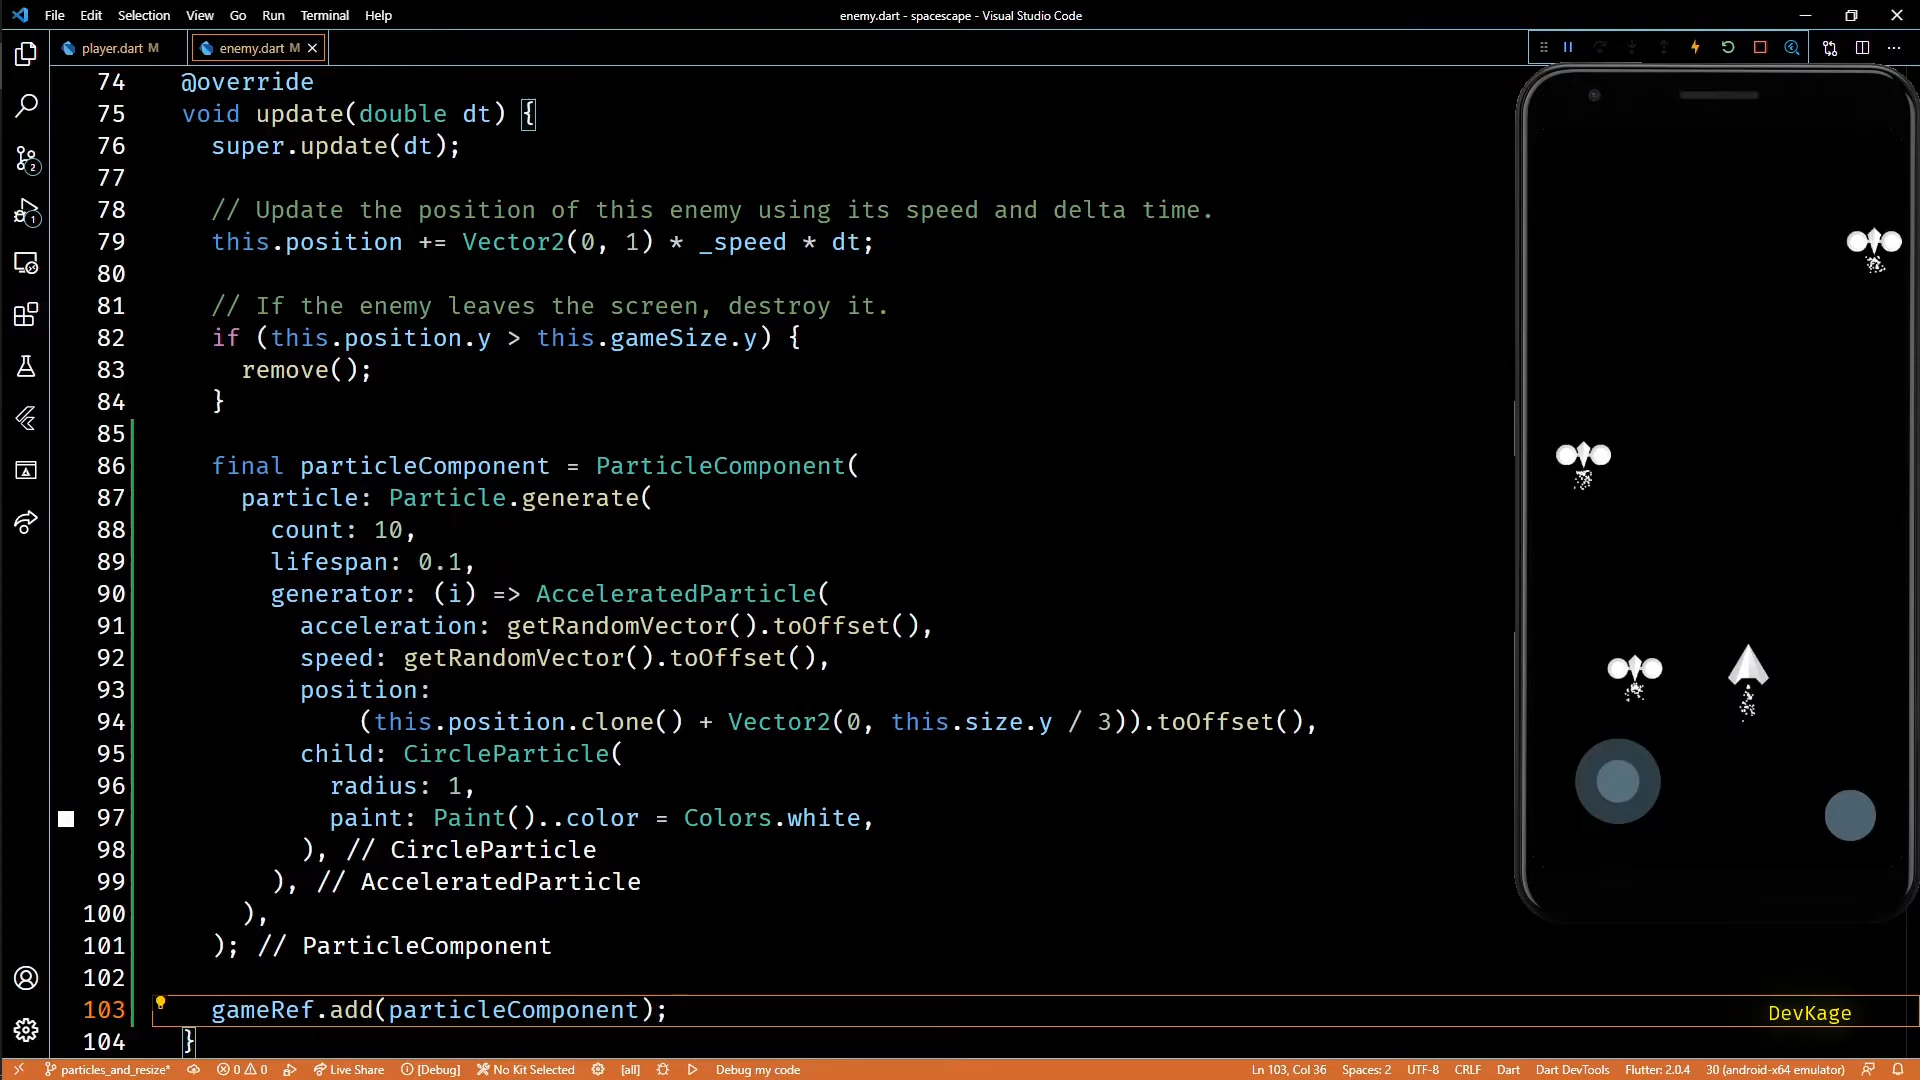 File Edit Selection View Go Run Terminal Help
enemy.dart - spacescape - Visual Studio Code
player.dart M
enemy.dart M
74 @override
75 void update(double dt) {
76 super.update(dt);
77
78 // Update the position of this enemy using its speed and delta time.
79 this.position += Vector2(0, 1) * _speed * dt;
80
81 // If the enemy leaves the screen, destroy it.
82 if (this.position.y > this.gameSize.y) {
83 remove();
84 }
85
86 final particleComponent = ParticleComponent(
87 particle: Particle.generate(
88 count: 10,
89 lifespan: 0.1,
90 generator: (i) => AcceleratedParticle(
91 acceleration: getRandomVector().toOffset(),
92 speed: getRandomVector().toOffset(),
93 position:
94 (this.position.clone() + Vector2(0, this.size.y / 3)).toOffset(),
95 child: CircleParticle(
96 radius: 1,
97 paint: Paint()..color = Colors.white,
98 ), // CircleParticle
99 ), // AcceleratedParticle
100 ),
101 ); // ParticleComponent
102
103 gameRef.add(particleComponent);
104 }
2
1
DevKage
particles_and_resize* 0 0 Live Share [Debug] No Kit Selected [all] Debug my code Ln 103, Col 36 Spaces: 2 UTF-8 CRLF Dart Dart DevTools Flutter: 2.0.4 30 (android-x64 emulator)